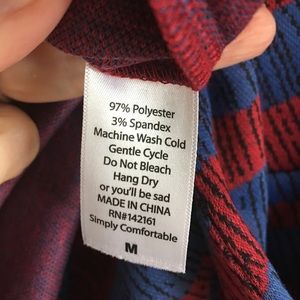 97% Polyester
3% Spandex
Machine Wash Cold
Gentle Cycle
Do Not Bleach
Hang Dry
or you'll be sad
MADE IN CHINA
RN#142161
Simply Comfortable
M